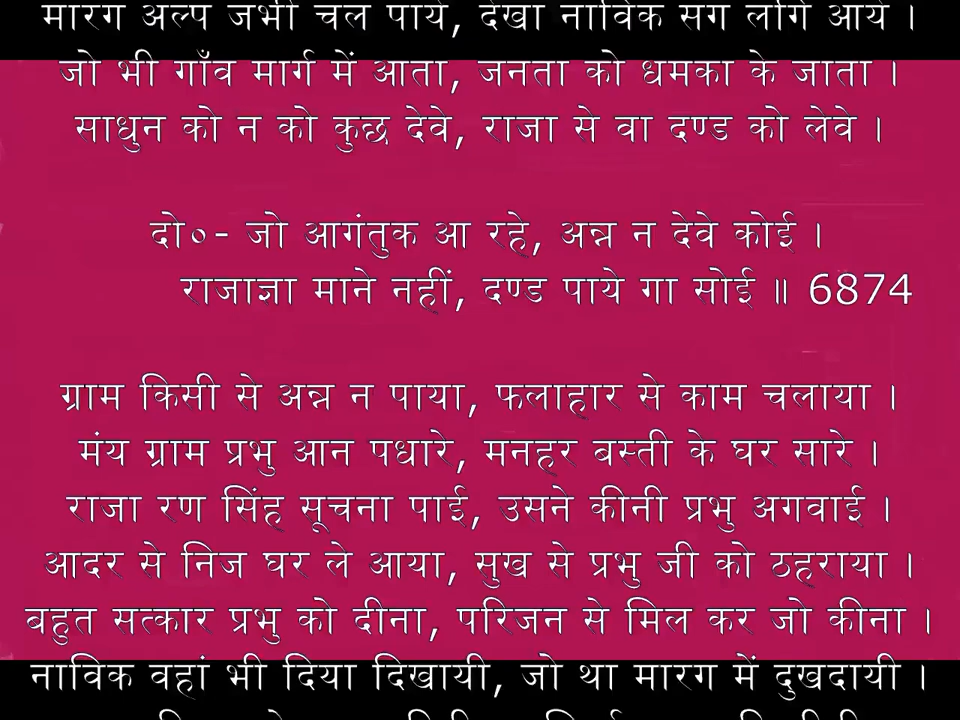 मारग अल्प जभी चल पाये, देखा नाविक संग लगि आये ।
जो भी गाँव मार्ग में आता, जनता को धमका के जाता ।
साधुन को न को कुछ देवे, राजा से वा दण्ड को लेवे ।
दो०- जो आगंतुक आ रहे, अन्न न देवे कोई ।
राजाज्ञा माने नहीं, दण्ड पाये गा सोई ॥ 6874
ग्राम किसी से अन्न न पाया, फलाहार से काम चलाया ।
मंय ग्राम प्रभु आन पधारे, मनहर बस्ती के घर सारे ।
राजा रण सिंह सूचना पाई, उसने कीनी प्रभु अगवाई ।
आदर से निज घर ले आया, सुख से प्रभु जी को ठहराया ।
बहुत सत्कार प्रभु को दीना, परिजन से मिल कर जो कीना ।
नाविक वहां भी दिया दिखायी, जो था मारग में दुखदायी ।